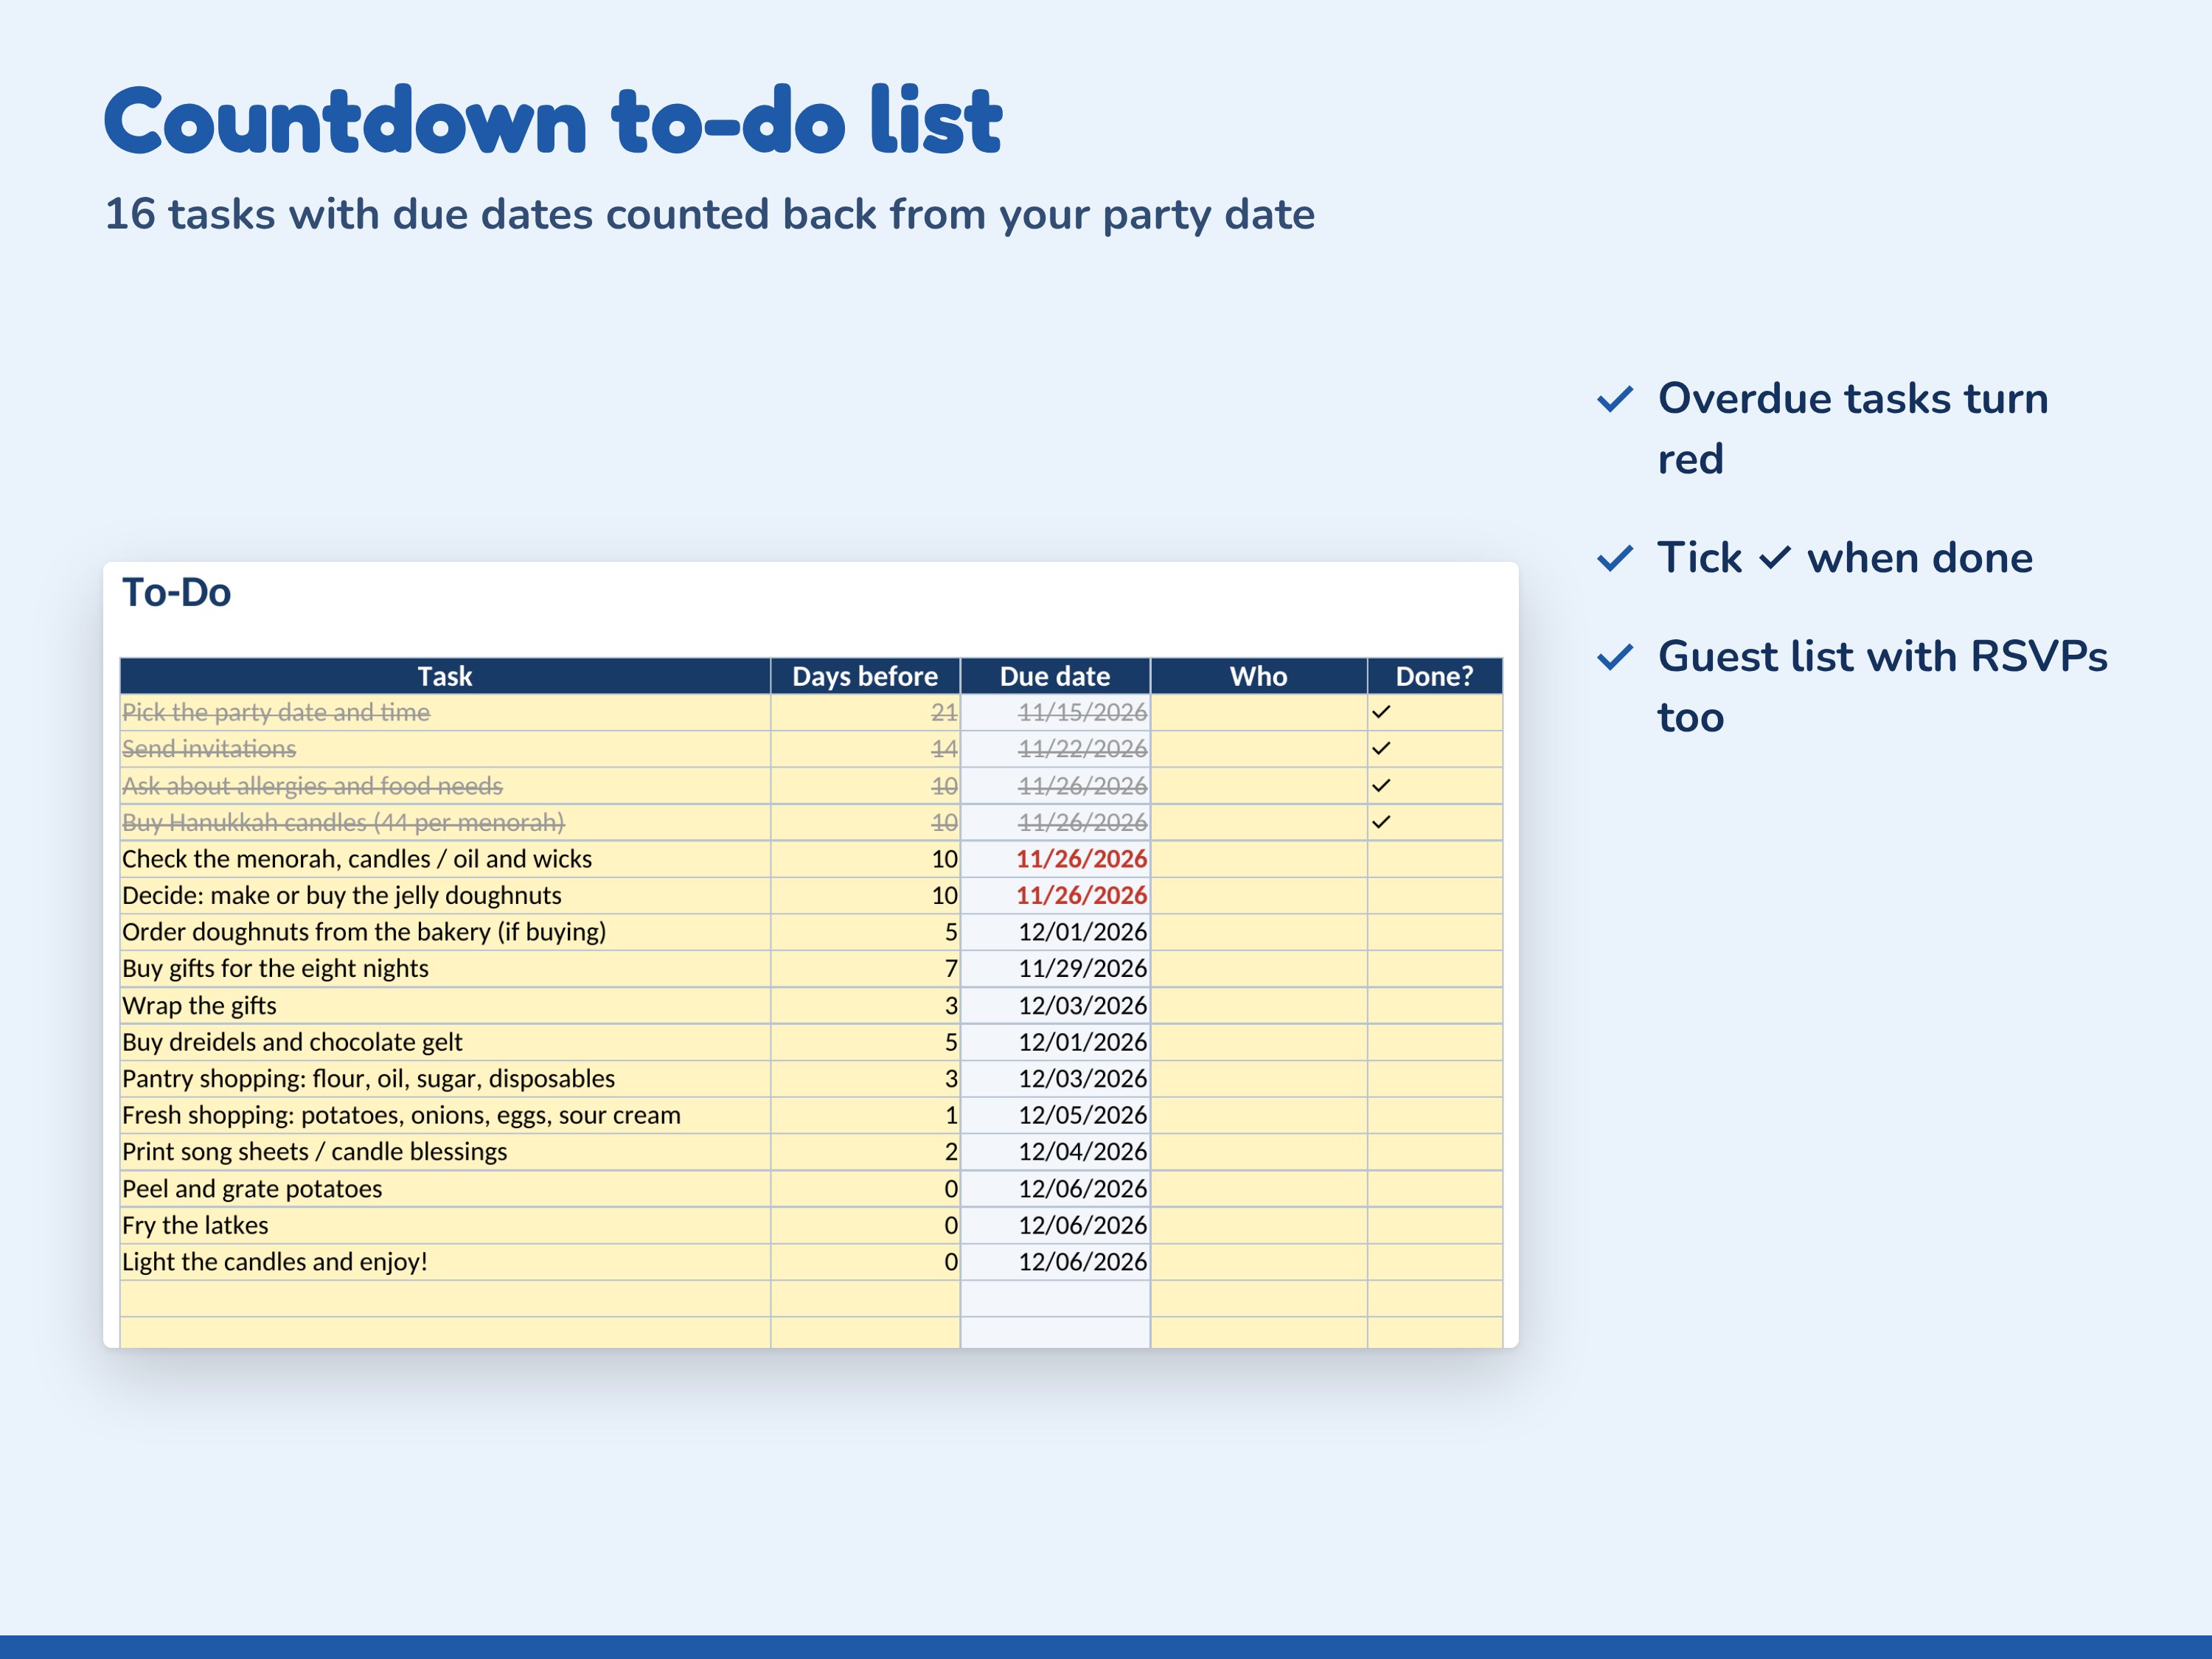 Countdown to-do list
16 tasks with due dates counted back from your party date
✓ Overdue tasks turn
red
✓ Tick ✓ when done
✓ Guest list with RSVPs
too
To-Do
Task Days before Due date Who Done?
Pick the party date and time 21 11/15/2026 ✓
Send invitations 14 11/22/2026 ✓
Ask about allergies and food needs 10 11/26/2026 ✓
Buy Hanukkah candles (44 per menorah) 10 11/26/2026 ✓
Check the menorah, candles / oil and wicks 10 11/26/2026
Decide: make or buy the jelly doughnuts 10 11/26/2026
Order doughnuts from the bakery (if buying) 5 12/01/2026
Buy gifts for the eight nights 7 11/29/2026
Wrap the gifts 3 12/03/2026
Buy dreidels and chocolate gelt 5 12/01/2026
Pantry shopping: flour, oil, sugar, disposables 3 12/03/2026
Fresh shopping: potatoes, onions, eggs, sour cream 1 12/05/2026
Print song sheets / candle blessings 2 12/04/2026
Peel and grate potatoes 0 12/06/2026
Fry the latkes 0 12/06/2026
Light the candles and enjoy! 0 12/06/2026